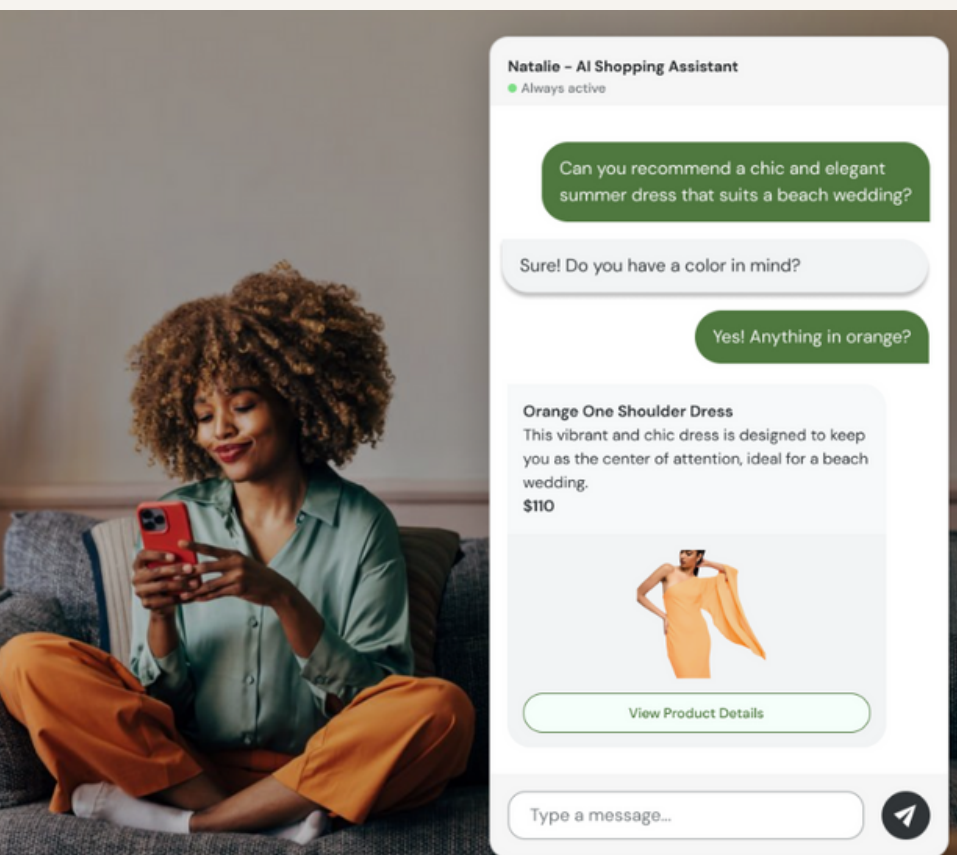 Natalie - AI Shopping Assistant
Always active
Can you recommend a chic and elegant
summer dress that suits a beach wedding?
Sure! Do you have a color in mind?
Yes! Anything in orange?
Orange One Shoulder Dress
This vibrant and chic dress is designed to keep
you as the center of attention, ideal for a beach
wedding.
$110
View Product Details
Type a message...